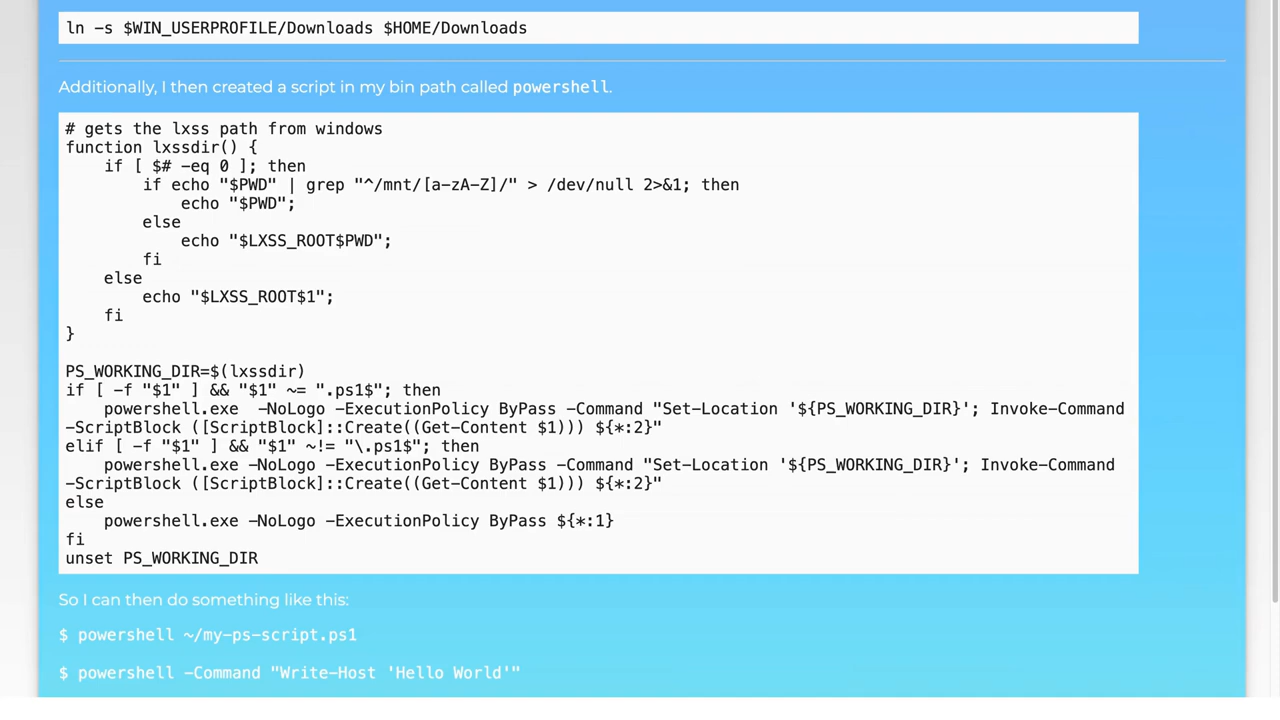 ln -s $WIN_USERPROFILE/Downloads $HOME/Downloads
Additionally, I then created a script in my bin path called powershell.
# gets the lxss path from windows
function lxssdir() {
    if [ $# -eq 0 ]; then
        if echo "$PWD" | grep "^/mnt/[a-zA-Z]/" > /dev/null 2>&1; then
            echo "$PWD";
        else
            echo "$LXSS_ROOT$PWD";
        fi
    else
        echo "$LXSS_ROOT$1";
    fi
}
PS_WORKING_DIR=$(lxssdir)
if [ -f "$1" ] && "$1" ~= ".ps1$"; then
    powershell.exe  -NoLogo -ExecutionPolicy ByPass -Command "Set-Location '${PS_WORKING_DIR}'; Invoke-Command
-ScriptBlock ([ScriptBlock]::Create((Get-Content $1))) ${*:2}"
elif [ -f "$1" ] && "$1" ~!= "\.ps1$"; then
    powershell.exe -NoLogo -ExecutionPolicy ByPass -Command "Set-Location '${PS_WORKING_DIR}'; Invoke-Command
-ScriptBlock ([ScriptBlock]::Create((Get-Content $1))) ${*:2}"
else
    powershell.exe -NoLogo -ExecutionPolicy ByPass ${*:1}
fi
unset PS_WORKING_DIR
So I can then do something like this:
$ powershell ~/my-ps-script.ps1
$ powershell -Command "Write-Host 'Hello World'"